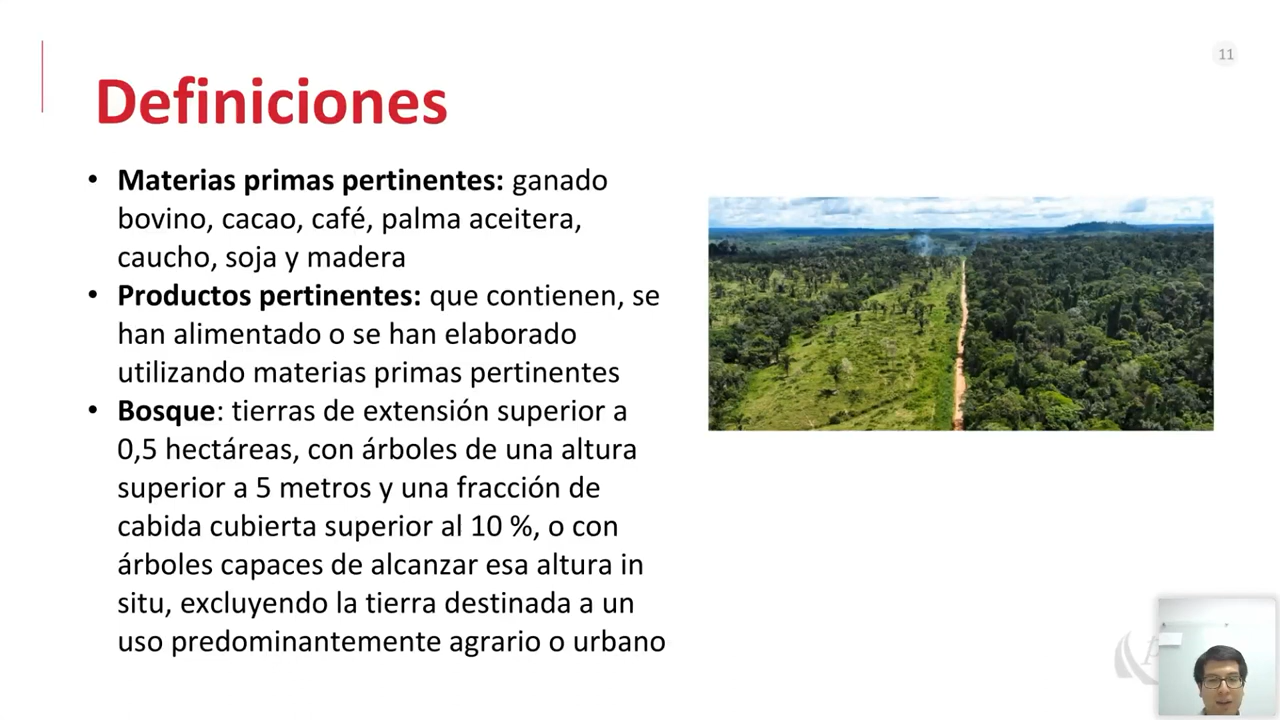 11
Definiciones
• Materias primas pertinentes: ganado
bovino, cacao, café, palma aceitera,
caucho, soja y madera
• Productos pertinentes: que contienen, se
han alimentado o se han elaborado
utilizando materias primas pertinentes
• Bosque: tierras de extensión superior a
0,5 hectáreas, con árboles de una altura
superior a 5 metros y una fracción de
cabida cubierta superior al 10 %, o con
árboles capaces de alcanzar esa altura in
situ, excluyendo la tierra destinada a un
uso predominantemente agrario o urbano